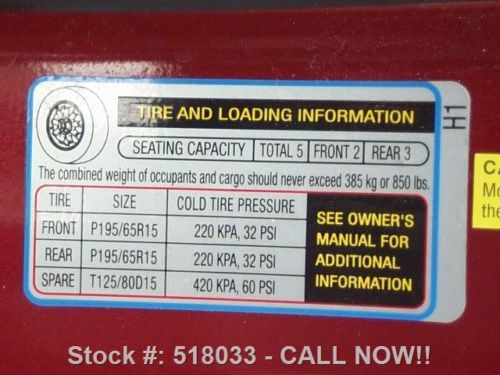 TIRE AND LOADING INFORMATION
H1
SEATING CAPACITY TOTAL 5 FRONT 2 REAR 3
The combined weight of occupants and cargo should never exceed 385 kg or 850 lbs.
TIRE SIZE COLD TIRE PRESSURE
FRONT P195/65R15 220 KPA, 32 PSI
REAR P195/65R15 220 KPA, 32 PSI
SPARE T125/80D15 420 KPA, 60 PSI
SEE OWNER'S
MANUAL FOR
ADDITIONAL
INFORMATION
CA
Mo
the
Stock #: 518033 - CALL NOW!!